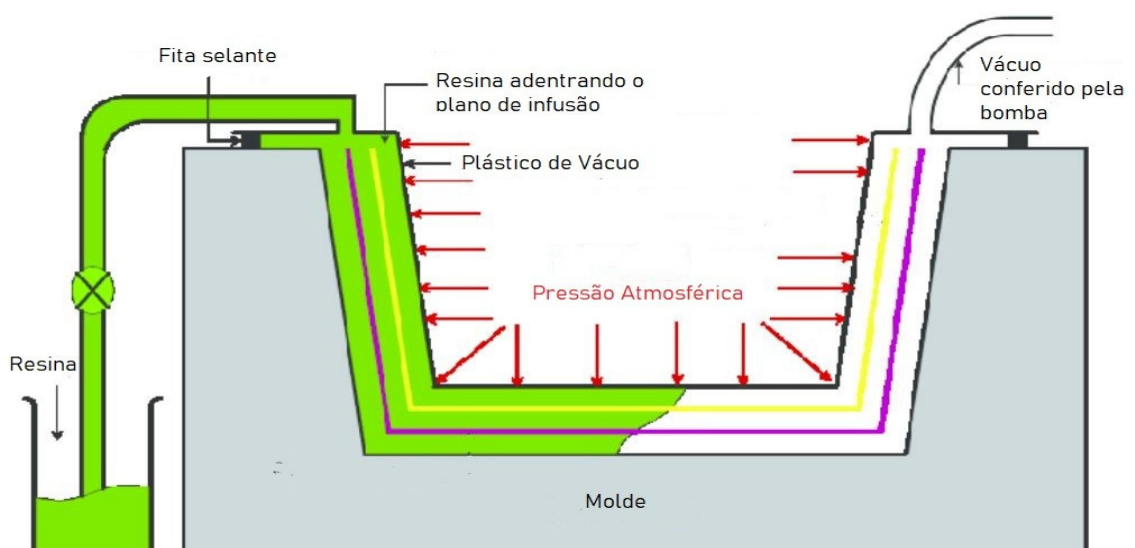 Fita selante
Resina adentrando o
plano de infusão
Vácuo
conferido pela
bomba
Plástico de Vácuo
Pressão Atmosférica
Resina
Molde